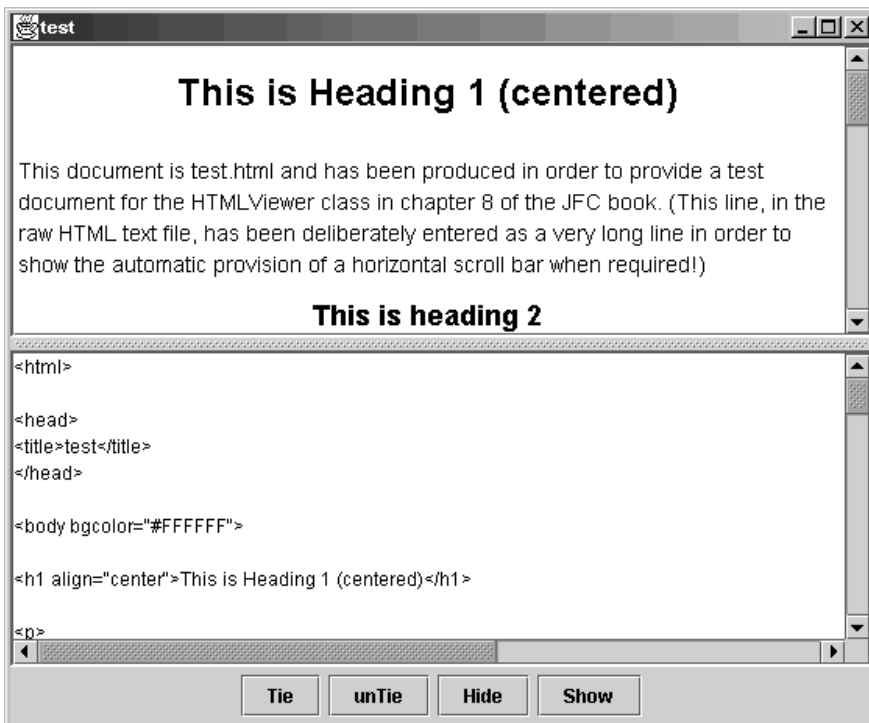 test
This is Heading 1 (centered)
This document is test.html and has been produced in order to provide a test
document for the HTMLViewer class in chapter 8 of the JFC book. (This line, in the
raw HTML text file, has been deliberately entered as a very long line in order to
show the automatic provision of a horizontal scroll bar when required!)
This is heading 2
<html>
<head>
<title>test</title>
</head>
<body bgcolor="#FFFFFF">
<h1 align="center">This is Heading 1 (centered)</h1>
<p>
Tie unTie Hide Show